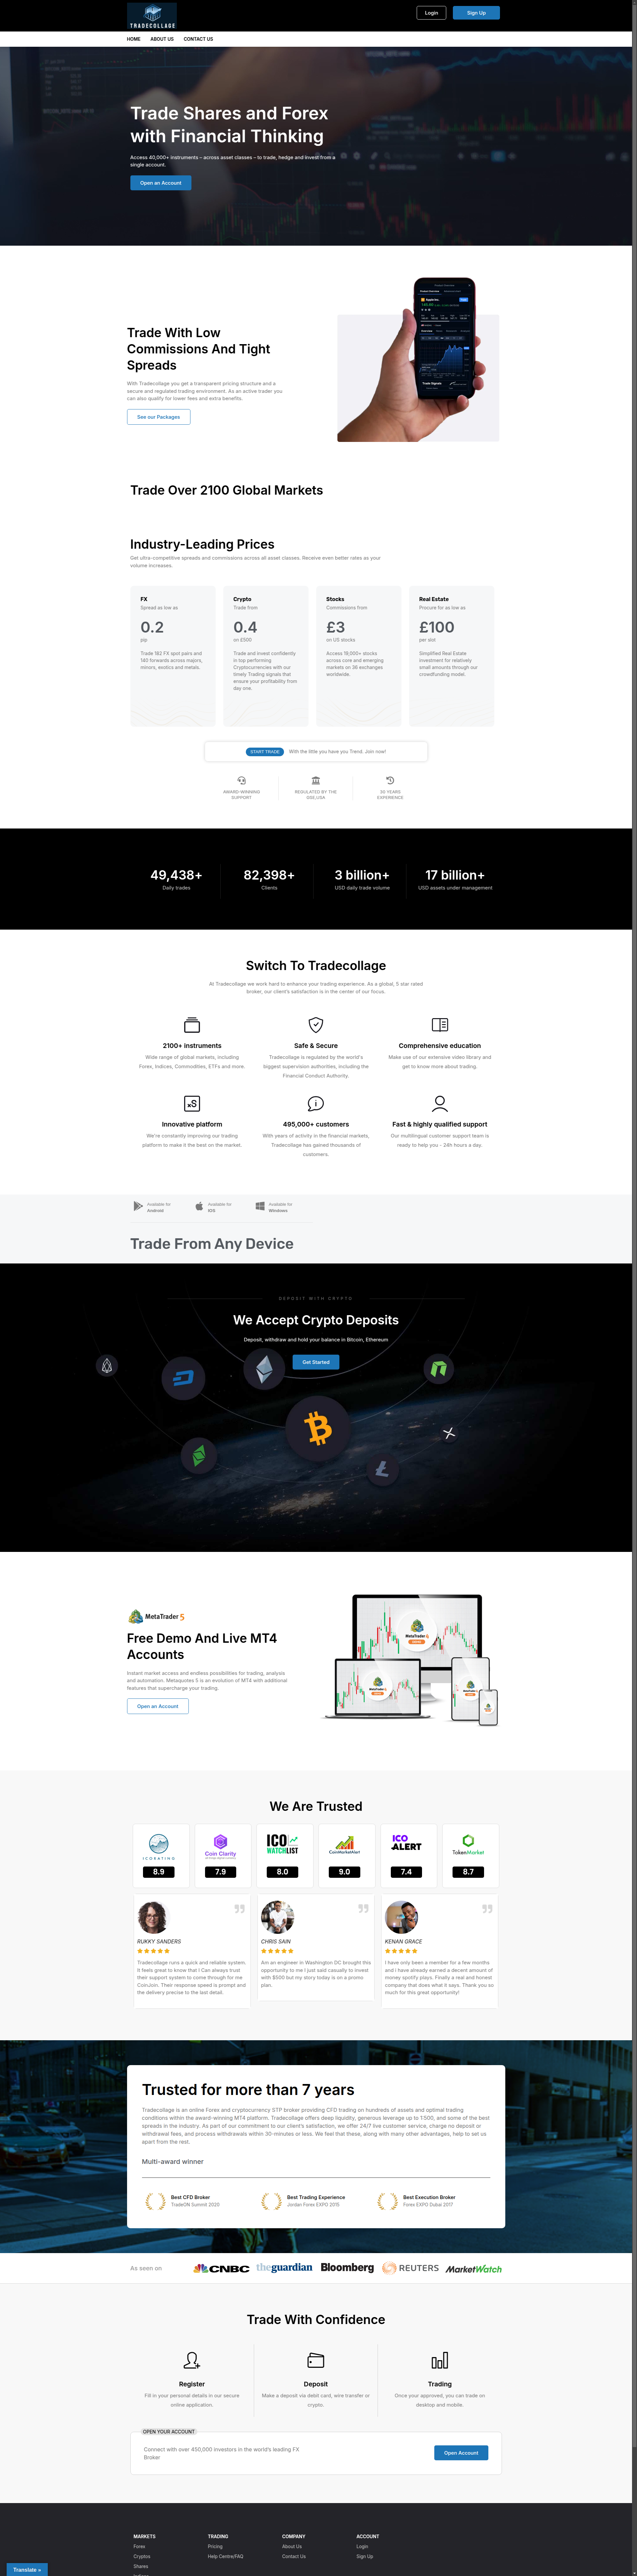 TRADECOLLAGE
Login
Sign Up
HOME
ABOUT US
CONTACT US
Trade Shares and Forex
with Financial Thinking
Access 40,000+ instruments – across asset classes – to trade, hedge and invest from a
single account.
Open an Account
Trade With Low
Commissions And Tight
Spreads
With Tradecollage you get a transparent pricing structure and a
secure and regulated trading environment. As an active trader you
can also qualify for lower fees and extra benefits.
See our Packages
Trade Over 2100 Global Markets
Industry-Leading Prices
Get ultra-competitive spreads and commissions across all asset classes. Receive even better rates as your
volume increases.
FX
Spread as low as
0.2
pip
Trade 182 FX spot pairs and
140 forwards across majors,
minors, exotics and metals.
Crypto
Trade from
0.4
on £500
Trade and invest confidently
in top performing
Cryptocurrencies with our
timely Trading signals that
ensure your profitability from
day one.
Stocks
Commissions from
£3
on US stocks
Access 19,000+ stocks
across core and emerging
markets on 36 exchanges
worldwide.
Real Estate
Procure for as low as
£100
per slot
Simplified Real Estate
investment for relatively
small amounts through our
crowdfunding model.
START TRADE
With the little you have you Trend. Join now!
AWARD-WINNING
SUPPORT
REGULATED BY THE
GSE,USA
30 YEARS
EXPERIENCE
49,438+
Daily trades
82,398+
Clients
3 billion+
USD daily trade volume
17 billion+
USD assets under management
Switch To Tradecollage
At Tradecollage we work hard to enhance your trading experience. As a global, 5 star rated
broker, our client's satisfaction is in the center of our focus.
2100+ instruments
Wide range of global markets, including
Forex, Indices, Commodities, ETFs and more.
Safe & Secure
Tradecollage is regulated by the world's
biggest supervision authorities, including the
Financial Conduct Authority.
Comprehensive education
Make use of our extensive video library and
get to know more about trading.
Innovative platform
We're constantly improving our trading
platform to make it the best on the market.
495,000+ customers
With years of activity in the financial markets,
Tradecollage has gained thousands of
customers.
Fast & highly qualified support
Our multilingual customer support team is
ready to help you - 24h hours a day.
Available for
Android
Available for
IOS
Available for
Windows
Trade From Any Device
DEPOSIT WITH CRYPTO
We Accept Crypto Deposits
Deposit, withdraw and hold your balance in Bitcoin, Ethereum
Get Started
MetaTrader 5
Free Demo And Live MT4
Accounts
Instant market access and endless possibilities for trading, analysis
and automation. Metaquotes 5 is an evolution of MT4 with additional
features that supercharge your trading.
Open an Account
We Are Trusted
ICORATING
8.9
Coin Clarity
7.9
ICO
WATCHLIST
8.0
CoinMarketAlert
9.0
ICO
ALERT
7.4
TokenMarket
8.7
RUKKY SANDERS
Tradecollage runs a quick and reliable system.
It feels great to know that I Can always trust
their support system to come through for me
CoinJoin. Their response speed is prompt and
the delivery precise to the last detail.
CHRIS SAIN
Am an engineer in Washington DC brought this
opportunity to me I just said casually to invest
with $500 but my story today is on a promo
plan.
KENAN GRACE
I have only been a member for a few months
and i have already earned a decent amount of
money spotify plays. Finally a real and honest
company that does what it says. Thank you so
much for this great opportunity!
Trusted for more than 7 years
Tradecollage is an online Forex and cryptocurrency STP broker providing CFD trading on hundreds of assets and optimal trading
conditions within the award winning MT4 platform. Tradecollage offers deep liquidity, generous leverage up to 1:500, and some of the best
spreads in the industry. As part of our commitment to our client's satisfaction, we offer 24/7 live customer service, charge no deposit or
withdrawal fees, and process withdrawals within 30-minutes or less. We feel that these, along with many other advantages, help to set us
apart from the rest.
Multi-award winner
Best CFD Broker
TradeON Summit 2020
Best Trading Experience
Jordan Forex EXPO 2015
Best Execution Broker
Forex EXPO Dubai 2017
As seen on
CNBC
theguardian
Bloomberg
REUTERS
MarketWatch
Trade With Confidence
Register
Fill in your personal details in our secure
online application.
Deposit
Make a deposit via debit card, wire transfer or
crypto.
Trading
Once your approved, you can trade on
desktop and mobile.
OPEN YOUR ACCOUNT
Connect with over 450,000 investors in the world's leading FX
Broker
Open Account
MARKETS
Forex
Cryptos
Shares
TRADING
Pricing
Help Centre/FAQ
COMPANY
About Us
Contact Us
ACCOUNT
Login
Sign Up
Translate »